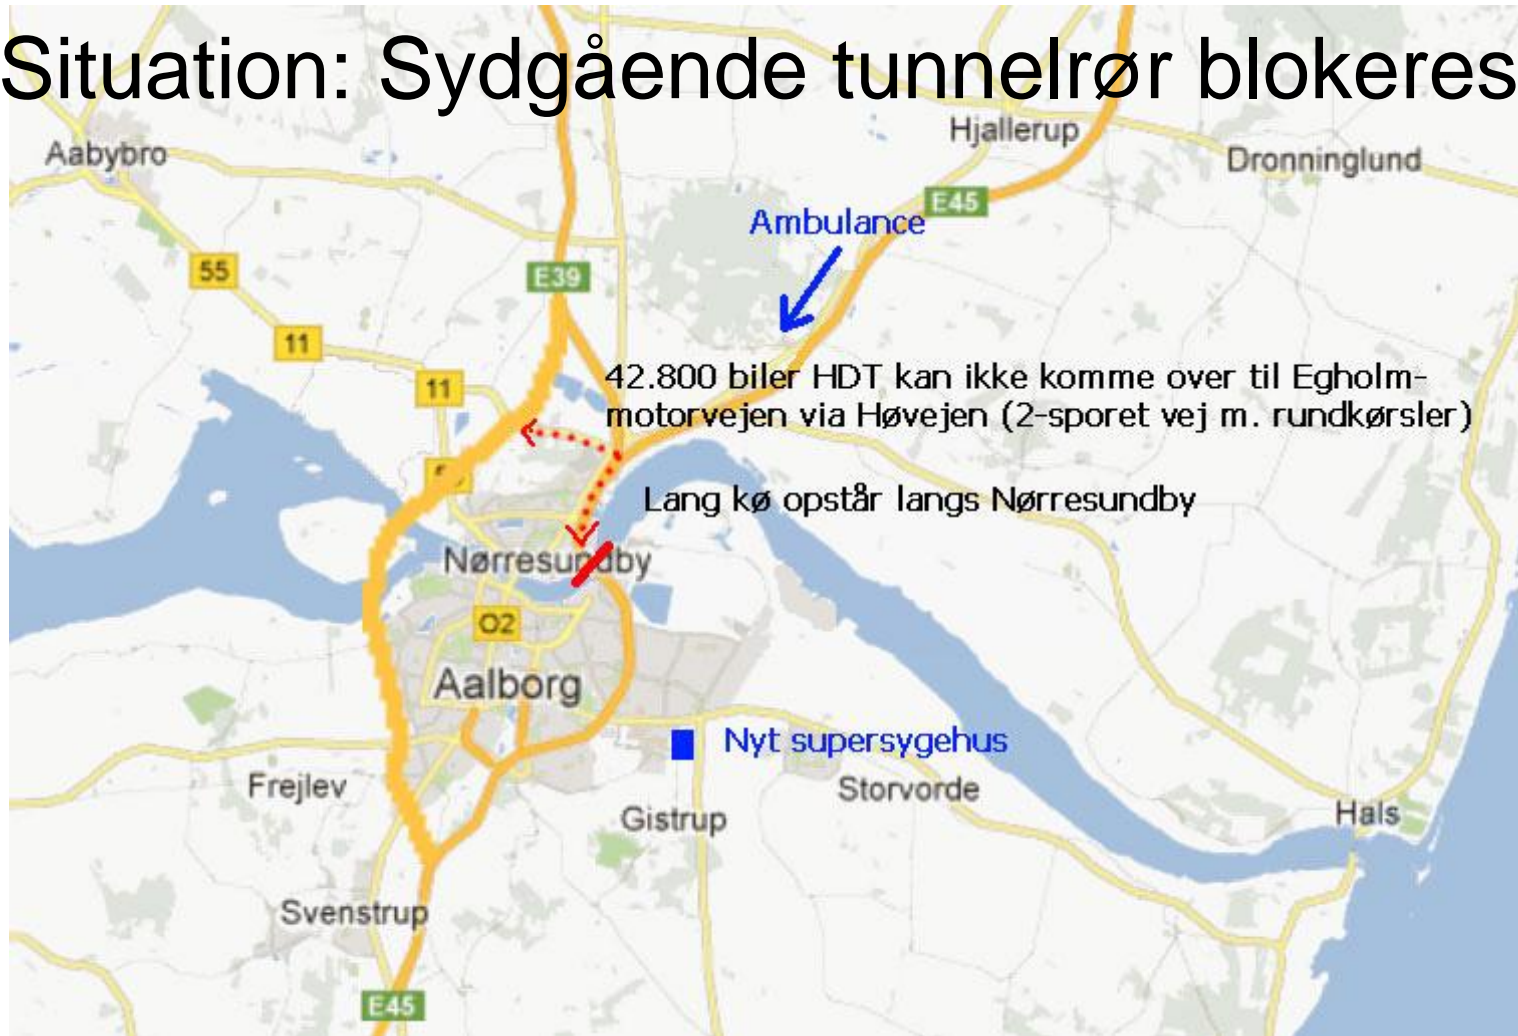 Situation: Sydgående tunnelrør blokeres
Hjallerup
Aabybro
Dronninglund
E45
Ambulance
55
E39
11
11
42.800 biler HDT kan ikke komme over til Egholm-
motorvejen via Høvejen (2-sporet vej m. rundkørsler)
Lang kø opstår langs Nørresundby
Nørresundby
O2
Aalborg
Nyt supersygehus
Frejlev
Storvorde
Gistrup
Hals
Svenstrup
E45